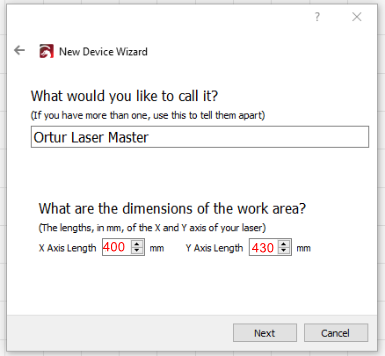 New Device Wizard
What would you like to call it?
(If you have more than one, use this to tell them apart)
Ortur Laser Master
What are the dimensions of the work area?
(The lengths, in mm, of the X and Y axis of your laser)
X Axis Length 400 mm Y Axis Length 430 mm
Next Cancel